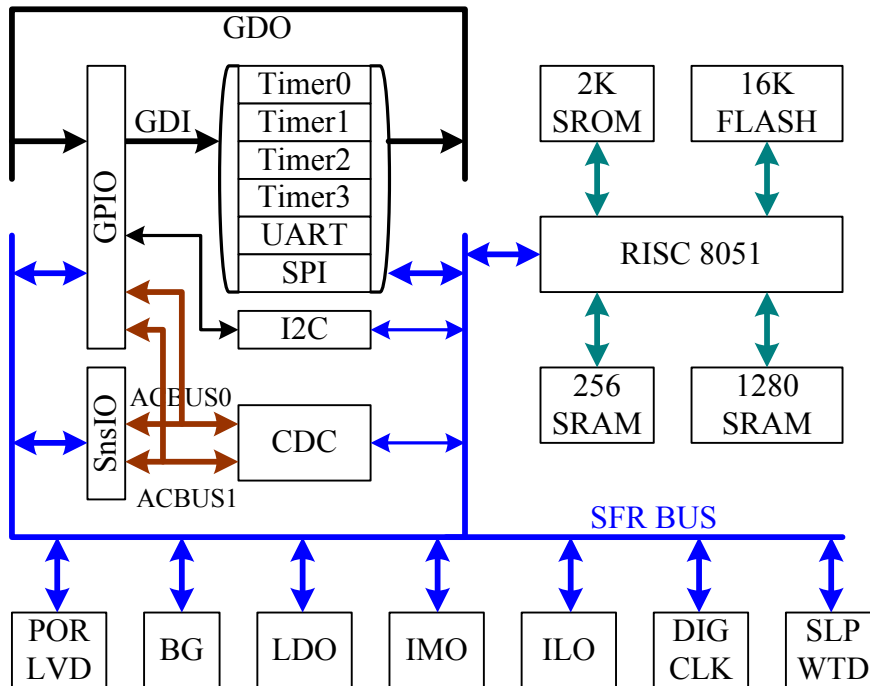 GDO
Timer0
Timer1
Timer2
Timer3
UART
SPI
GDI
GPIO
I2C
2K
SROM
16K
FLASH
RISC 8051
256
SRAM
1280
SRAM
SnsIO
ACBUS0
CDC
ACBUS1
SFR BUS
POR
LVD
BG
LDO
IMO
ILO
DIG
CLK
SLP
WTD